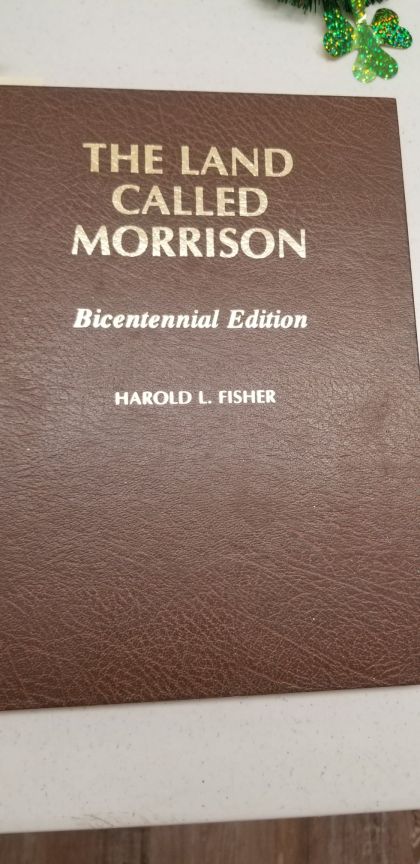 THE LAND
CALLED
MORRISON
Bicentennial Edition
HAROLD L. FISHER